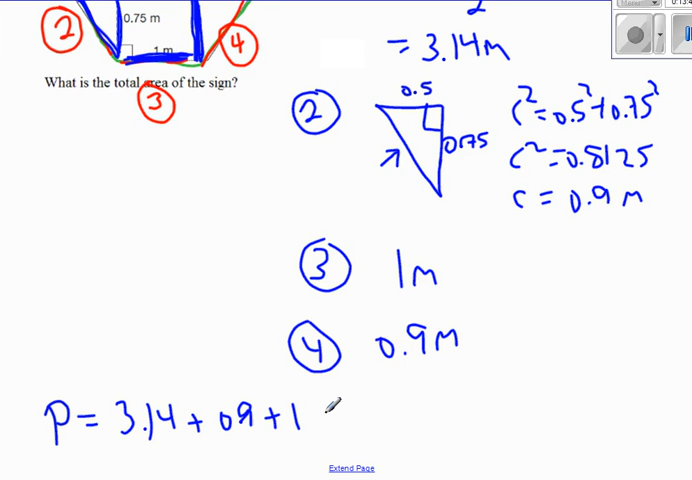 2
0.75 m
1 m
4
What is the total area of the sign?
3
2
= 3.14m
2
0.5
0.75
c²=0.5²+0.75²
c²=0.8125
c=0.9 m
3 1m
4 0.9m
P= 3.14+09+1
Extend Page